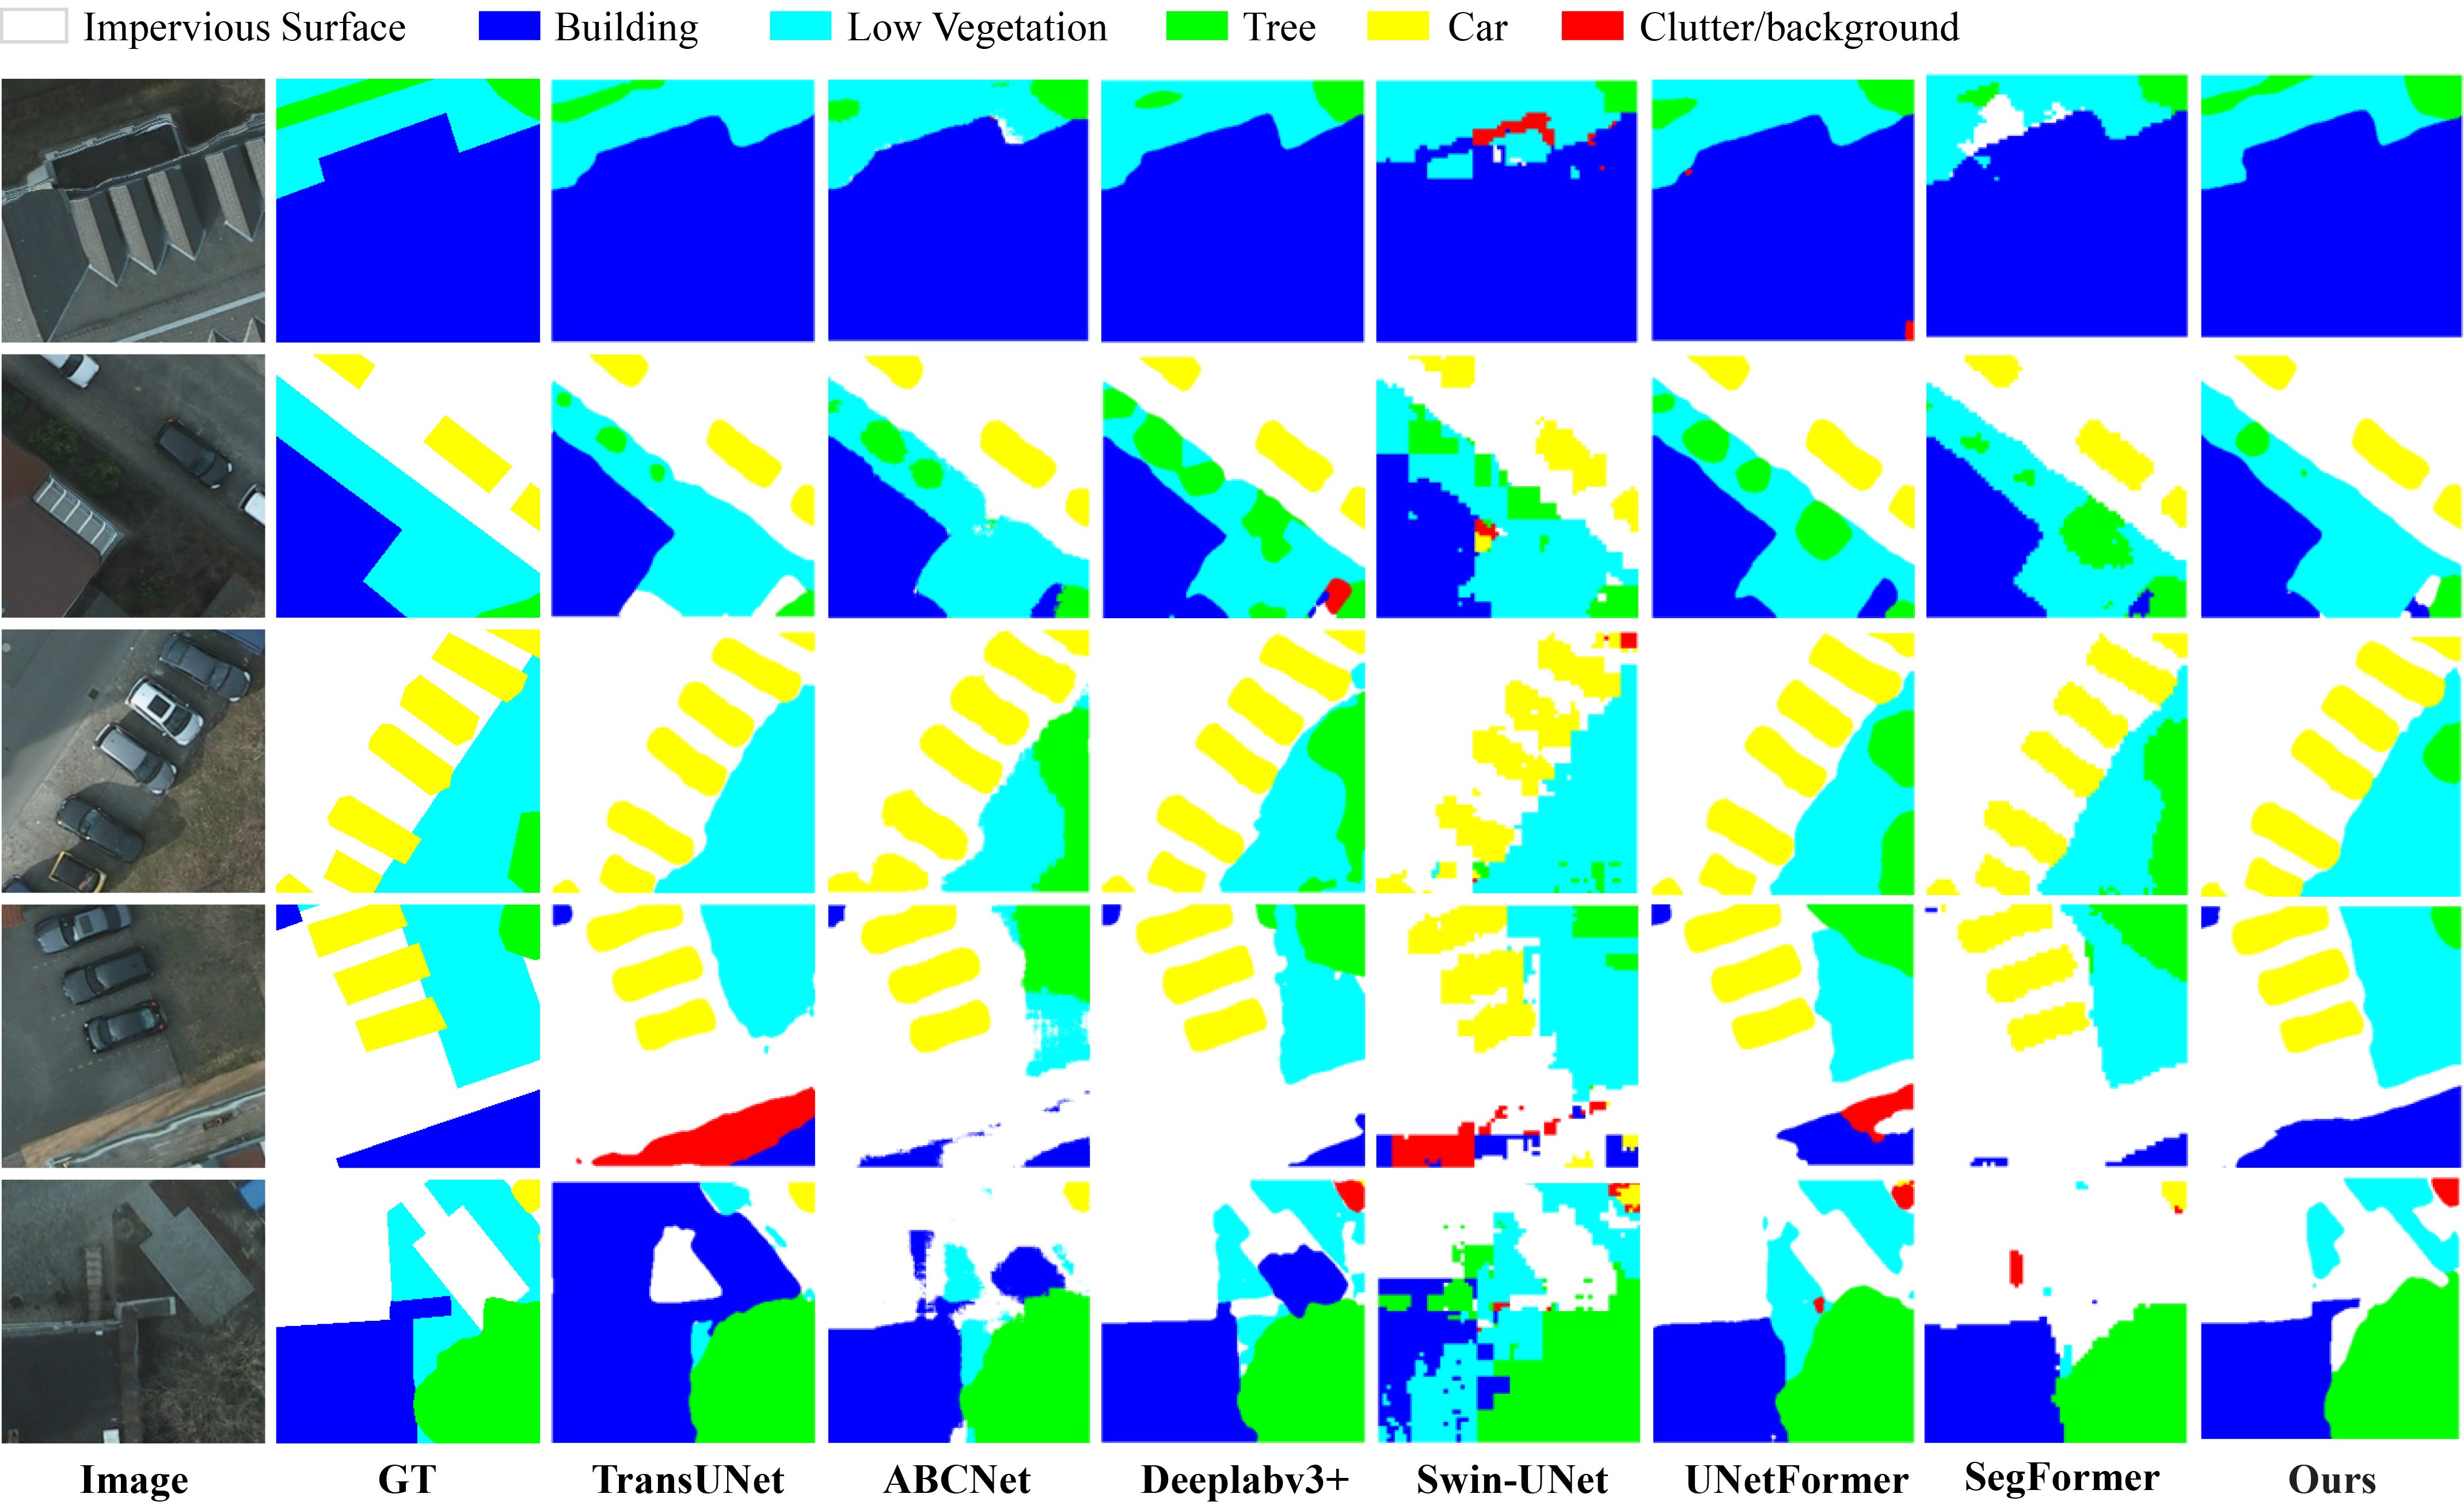 Impervious Surface Building Low Vegetation Tree Car Clutter/background
Image GT TransUNet ABCNet Deeplabv3+ Swin-UNet UNetFormer SegFormer Ours